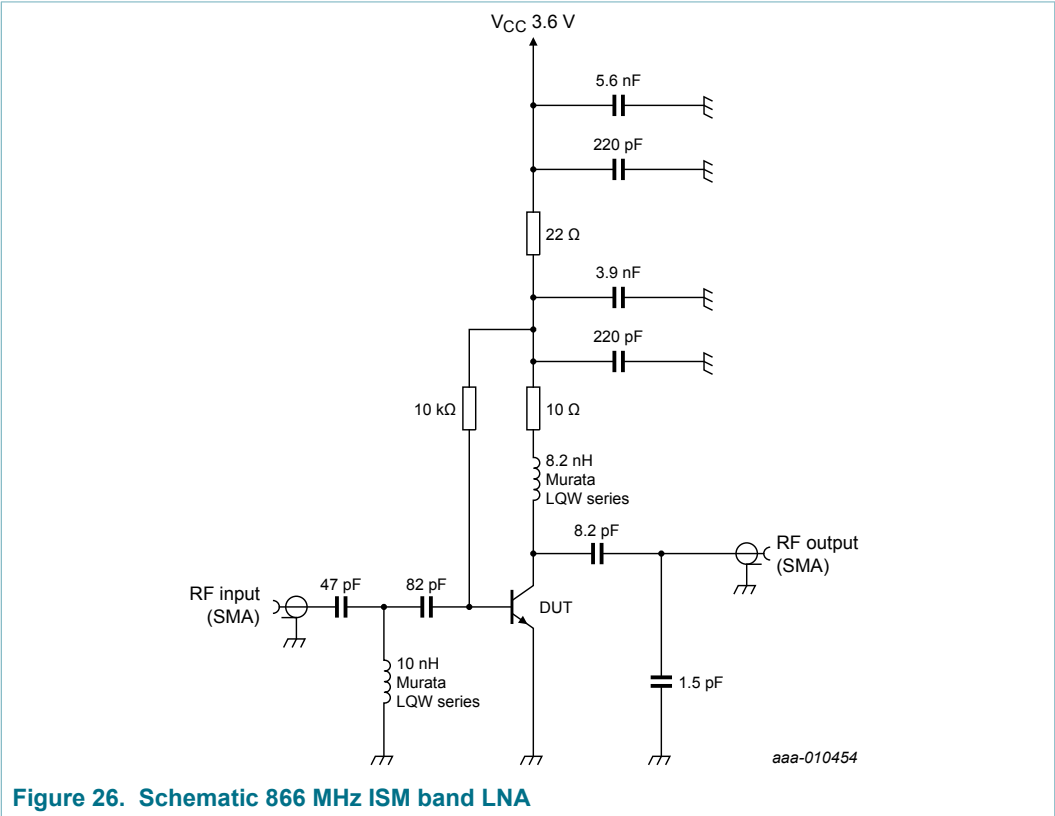 VCC 3.6 V
5.6 nF
220 pF
22 Ω
3.9 nF
220 pF
10 kΩ
10 Ω
8.2 nH
Murata
LQW series
8.2 pF
RF output
(SMA)
RF input
(SMA)
47 pF
82 pF
DUT
10 nH
Murata
LQW series
1.5 pF
aaa-010454
Figure 26. Schematic 866 MHz ISM band LNA